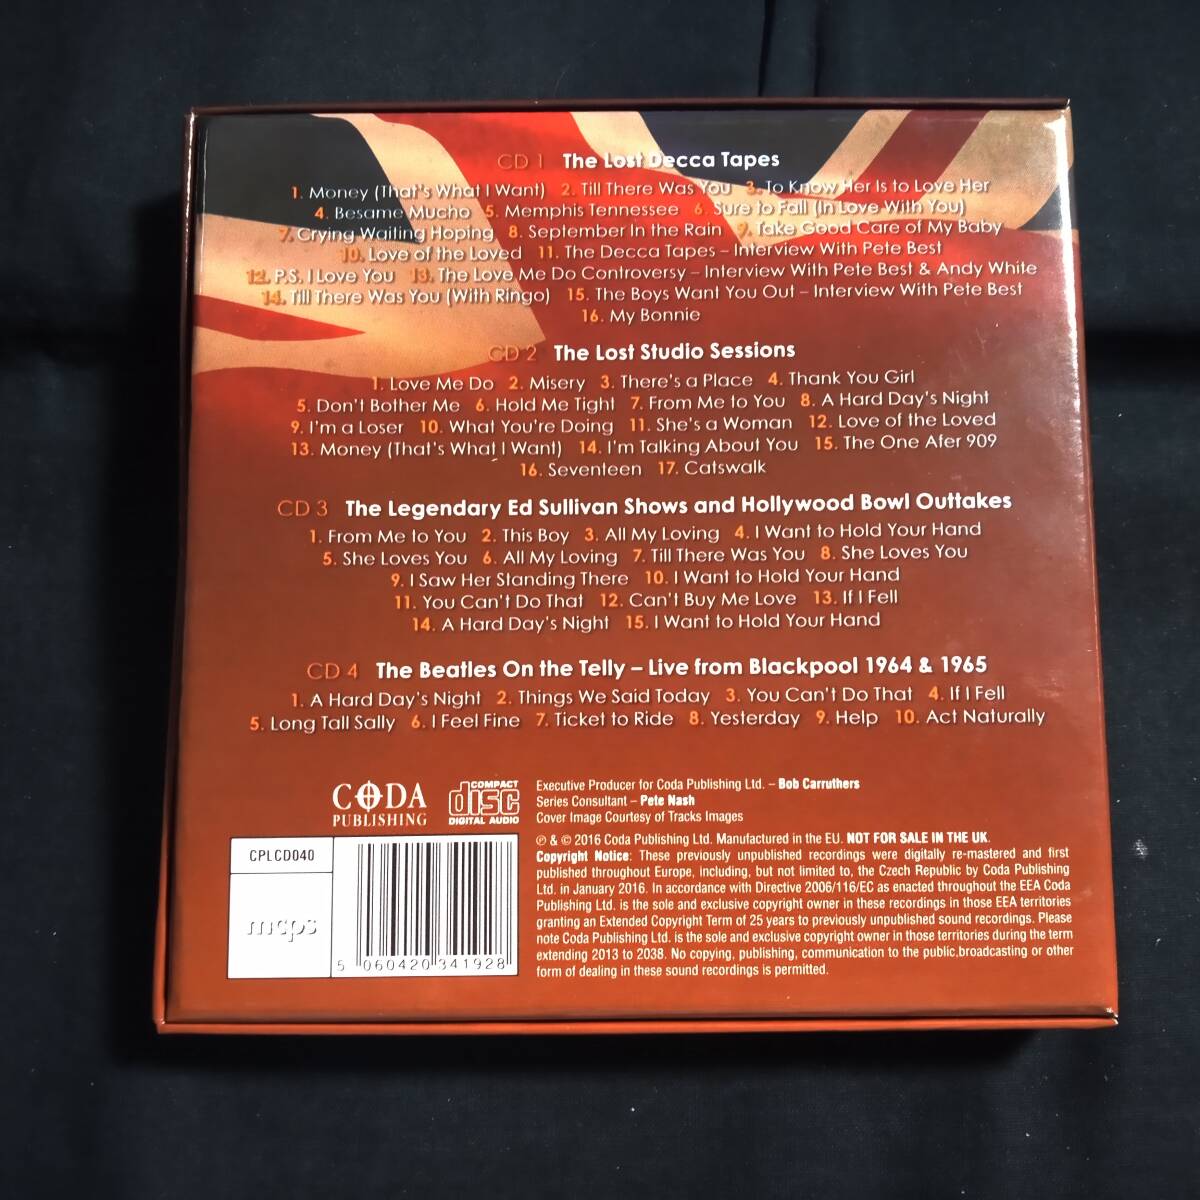 CD 1 The Lost Decca Tapes
1. Money (That's What I Want) 2. Till There Was You 3. To Know Her Is to Love Her
4. Besame Mucho 5. Memphis Tennessee 6. Sure to Fall (In Love With You)
7. Crying Waiting Hoping 8. September In the Rain 9. Take Good Care of My Baby
10. Love of the Loved 11. The Decca Tapes – Interview With Pete Best
12. P.S. I Love You 13. The Love Me Do Controversy – Interview With Pete Best & Andy White
14. Till There Was You (With Ringo) 15. The Boys Want You Out – Interview With Pete Best
16. My Bonnie
CD 2 The Lost Studio Sessions
1. Love Me Do 2. Misery 3. There's a Place 4. Thank You Girl
5. Don't Bother Me 6. Hold Me Tight 7. From Me to You 8. A Hard Day's Night
9. I'm a Loser 10. What You're Doing 11. She's a Woman 12. Love of the Loved
13. Money (That's What I Want) 14. I'm Talking About You 15. The One Afer 909
16. Seventeen 17. Catswalk
CD 3 The Legendary Ed Sullivan Shows and Hollywood Bowl Outtakes
1. From Me to You 2. This Boy 3. All My Loving 4. I Want to Hold Your Hand
5. She Loves You 6. All My Loving 7. Till There Was You 8. She Loves You
9. I Saw Her Standing There 10. I Want to Hold Your Hand
11. You Can't Do That 12. Can't Buy Me Love 13. If I Fell
14. A Hard Day's Night 15. I Want to Hold Your Hand
CD 4 The Beatles On the Telly – Live from Blackpool 1964 & 1965
1. A Hard Day's Night 2. Things We Said Today 3. You Can't Do That 4. If I Fell
5. Long Tall Sally 6. I Feel Fine 7. Ticket to Ride 8. Yesterday 9. Help 10. Act Naturally
CODA
PUBLISHING
COMPACT
disc
DIGITAL AUDIO
Executive Producer for Coda Publishing Ltd. – Bob Carruthers
Series Consultant – Pete Nash
Cover Image Courtesy of Tracks Images
CPLCD040
mcps
5 060420 341928
℗ & © 2016 Coda Publishing Ltd. Manufactured in the EU. NOT FOR SALE IN THE UK.
Copyright Notice: These previously unpublished recordings were digitally re-mastered and first
published throughout Europe, including, but not limited to, the Czech Republic by Coda Publishing
Ltd. in January 2016. In accordance with Directive 2006/116/EC as enacted throughout the EEA Coda
Publishing Ltd. is the sole and exclusive copyright owner in these recordings in those EEA territories
granting an Extended Copyright Term of 25 years to previously unpublished sound recordings. Please
note Coda Publishing Ltd. is the sole and exclusive copyright owner in those territories during the term
extending 2013 to 2038. No copying, publishing, communication to the public,broadcasting or other
form of dealing in these sound recordings is permitted.